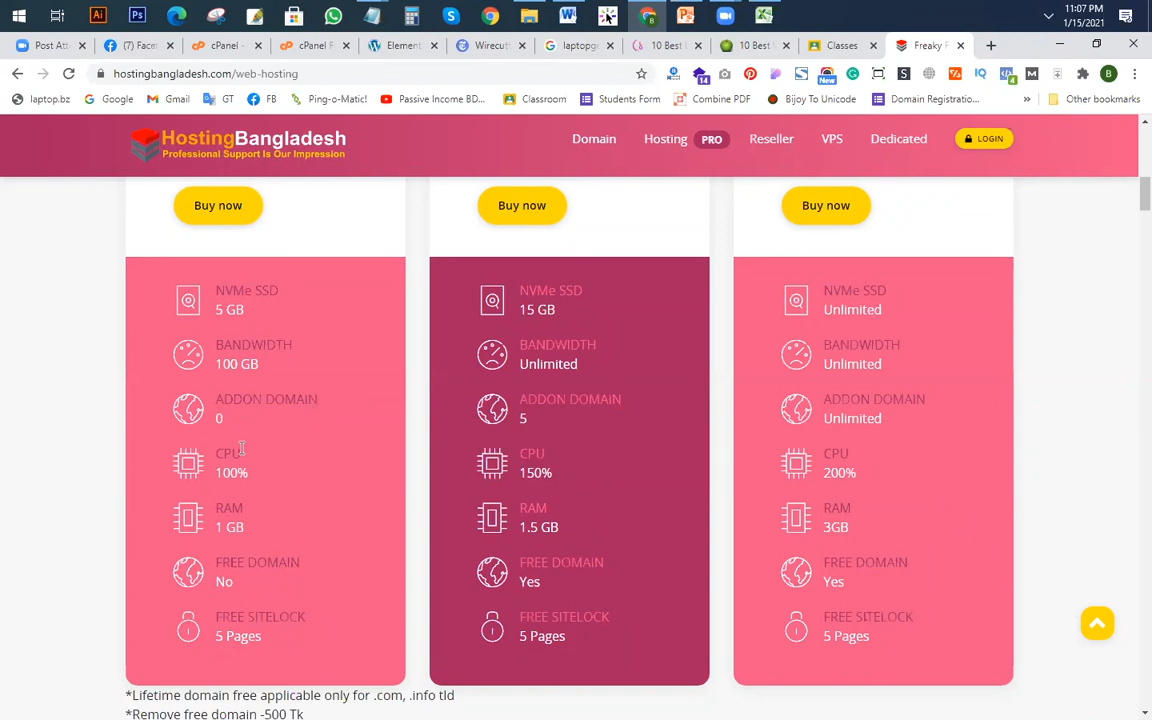 11:07 PM
1/15/2021
Post Att
(7) Face
cPanel -
cPanel F
Element
Wirecutt
laptopge
10 Best
10 Best M
Classes
Freaky F
hostingbangladesh.com/web-hosting
14
New
4
B
laptop.bz
Google
Gmail
GT
FB
Ping-o-Matic!
Passive Income BD...
Classroom
Students Form
Combine PDF
Bijoy To Unicode
Domain Registratio...
Other bookmarks
HostingBangladesh
Professional Support Is Our Impression
Domain
Hosting PRO
Reseller
VPS
Dedicated
LOGIN
Buy now
Buy now
Buy now
NVMe SSD
5 GB
BANDWIDTH
100 GB
ADDON DOMAIN
0
CPU
100%
RAM
1 GB
FREE DOMAIN
No
FREE SITELOCK
5 Pages
NVMe SSD
15 GB
BANDWIDTH
Unlimited
ADDON DOMAIN
5
CPU
150%
RAM
1.5 GB
FREE DOMAIN
Yes
FREE SITELOCK
5 Pages
NVMe SSD
Unlimited
BANDWIDTH
Unlimited
ADDON DOMAIN
Unlimited
CPU
200%
RAM
3GB
FREE DOMAIN
Yes
FREE SITELOCK
5 Pages
*Lifetime domain free applicable only for .com, .info tld
*Remove free domain -500 Tk